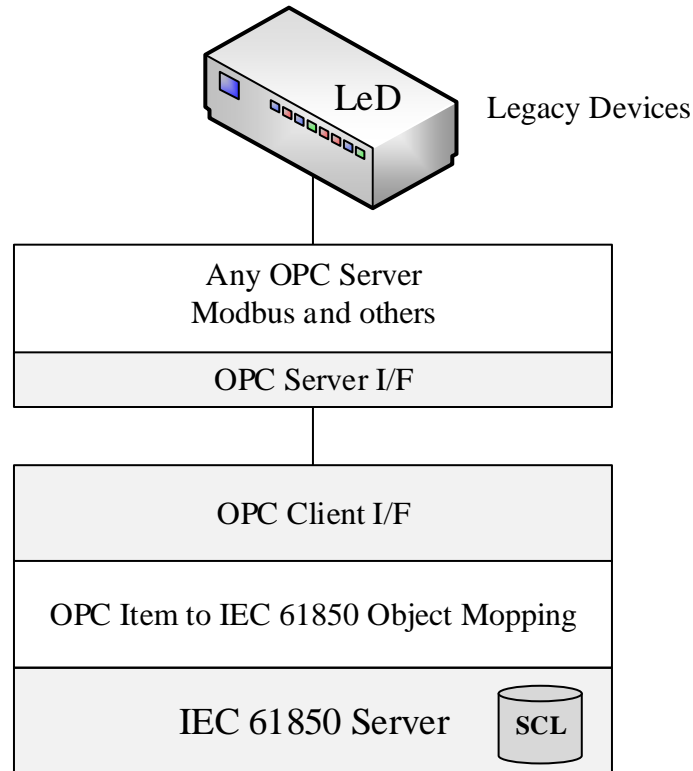 LeD
Legacy Devices
Any OPC Server
Modbus and others
OPC Server I/F
OPC Client I/F
OPC Item to IEC 61850 Object Mopping
IEC 61850 Server
SCL